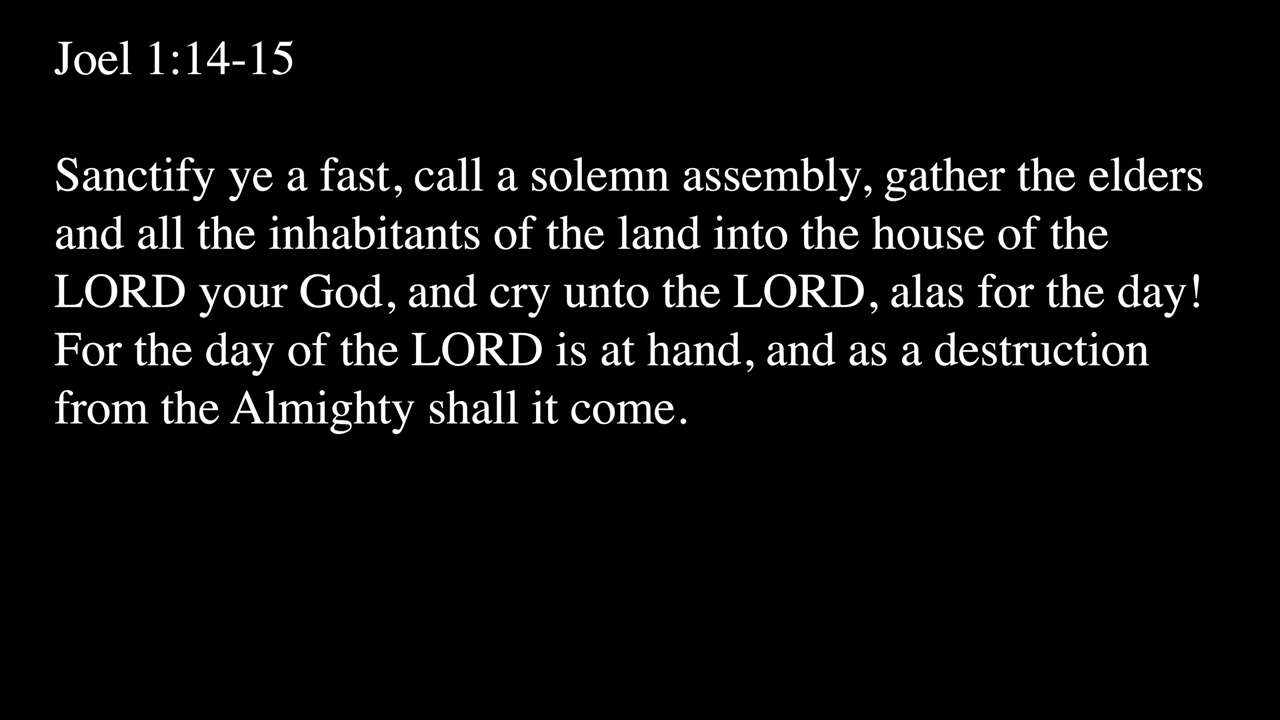 Joel 1:14-15
Sanctify ye a fast, call a solemn assembly, gather the elders
and all the inhabitants of the land into the house of the
LORD your God, and cry unto the LORD, alas for the day!
For the day of the LORD is at hand, and as a destruction
from the Almighty shall it come.